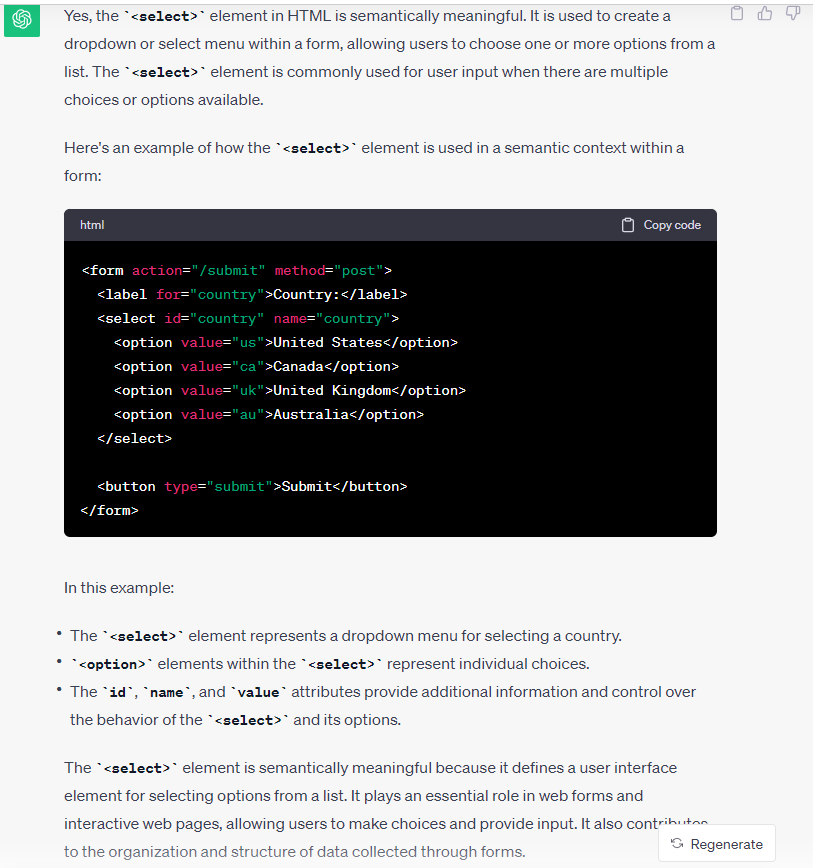 Yes, the `<select>` element in HTML is semantically meaningful. It is used to create a
dropdown or select menu within a form, allowing users to choose one or more options from a
list. The `<select>` element is commonly used for user input when there are multiple
choices or options available.
Here's an example of how the `<select>` element is used in a semantic context within a
form:
html Copy code
<form action="/submit" method="post">
  <label for="country">Country:</label>
  <select id="country" name="country">
    <option value="us">United States</option>
    <option value="ca">Canada</option>
    <option value="uk">United Kingdom</option>
    <option value="au">Australia</option>
  </select>
  <button type="submit">Submit</button>
</form>
In this example:
• The `<select>` element represents a dropdown menu for selecting a country.
• `<option>` elements within the `<select>` represent individual choices.
• The `id`, `name`, and `value` attributes provide additional information and control over
the behavior of the `<select>` and its options.
The `<select>` element is semantically meaningful because it defines a user interface
element for selecting options from a list. It plays an essential role in web forms and
interactive web pages, allowing users to make choices and provide input. It also contributes
to the organization and structure of data collected through forms.
Regenerate